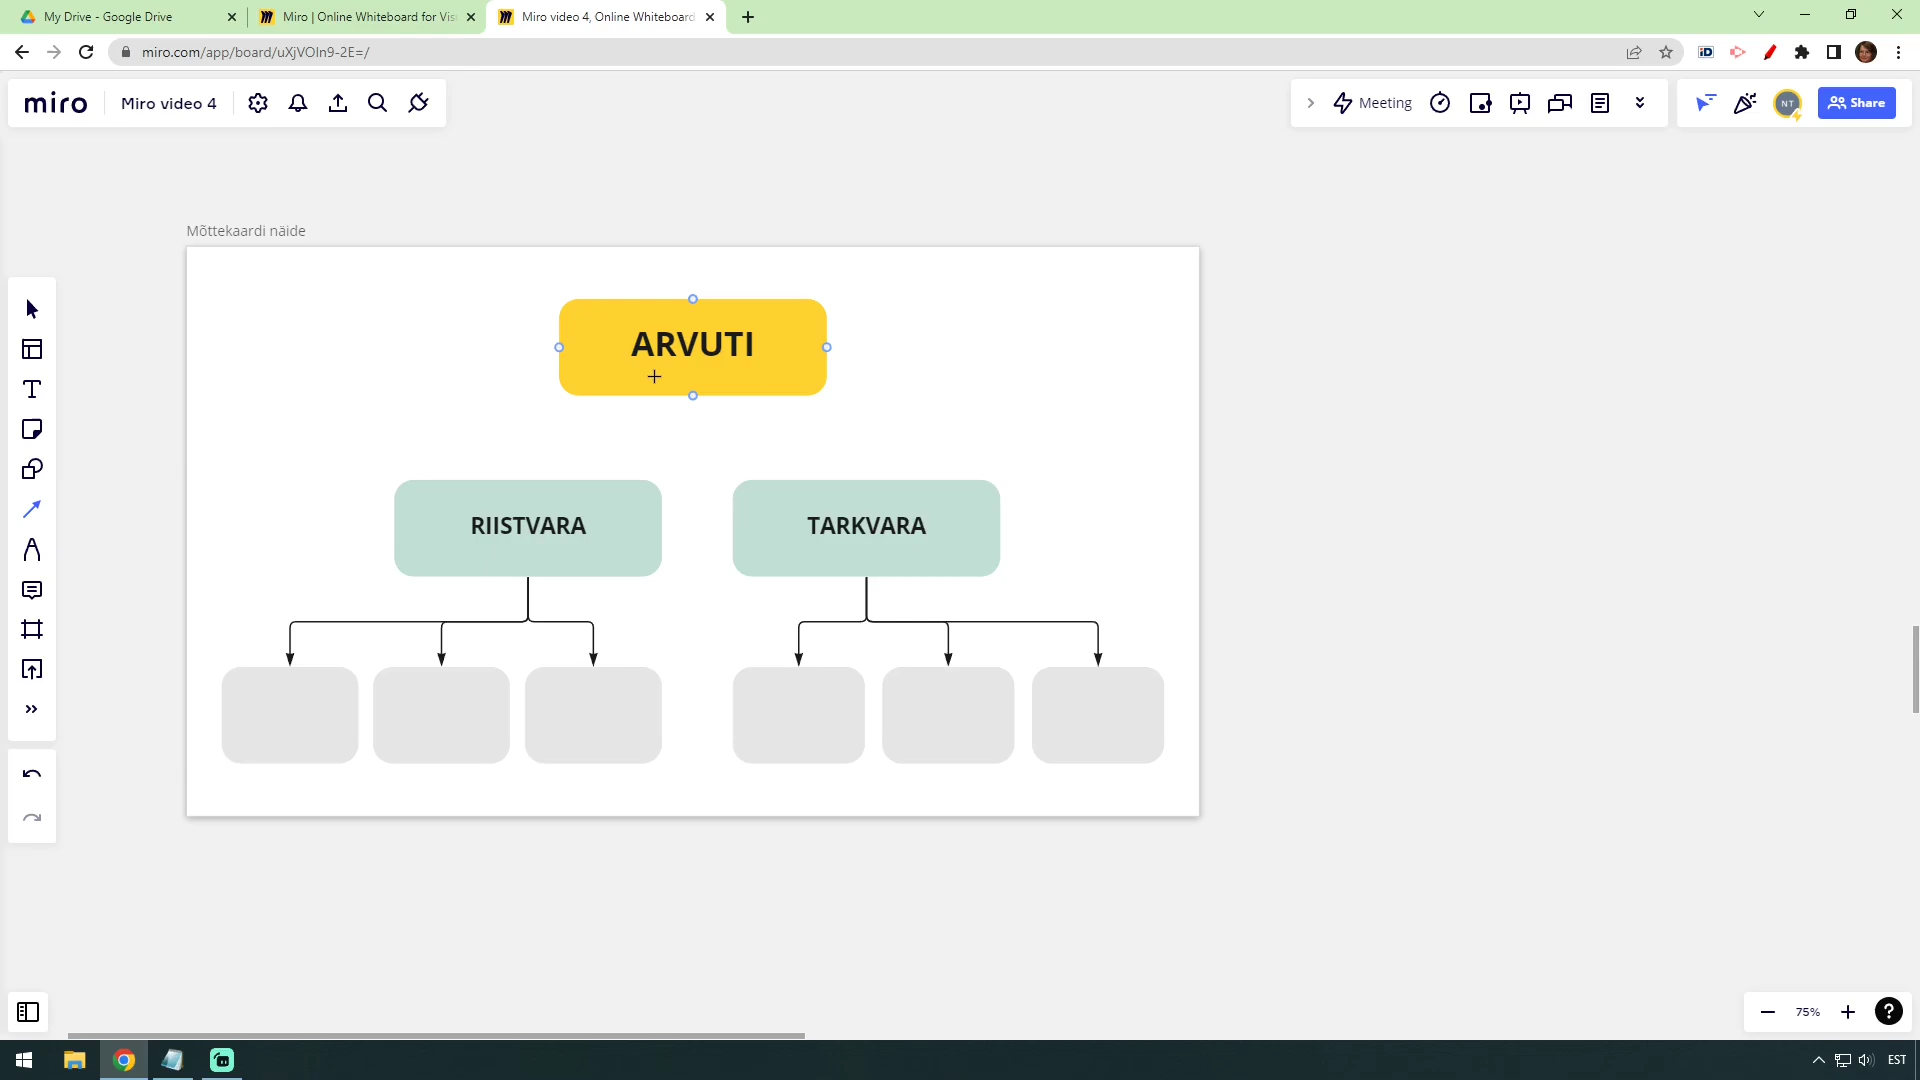 My Drive - Google Drive
Miro | Online Whiteboard for Vis
Miro video 4, Online Whiteboard
miro.com/app/board/uXjVOIn9-2E=/
miro
Miro video 4
Meeting
NT
Share
Mõttekaardi näide
ARVUTI
RIISTVARA
TARKVARA
75%
EST